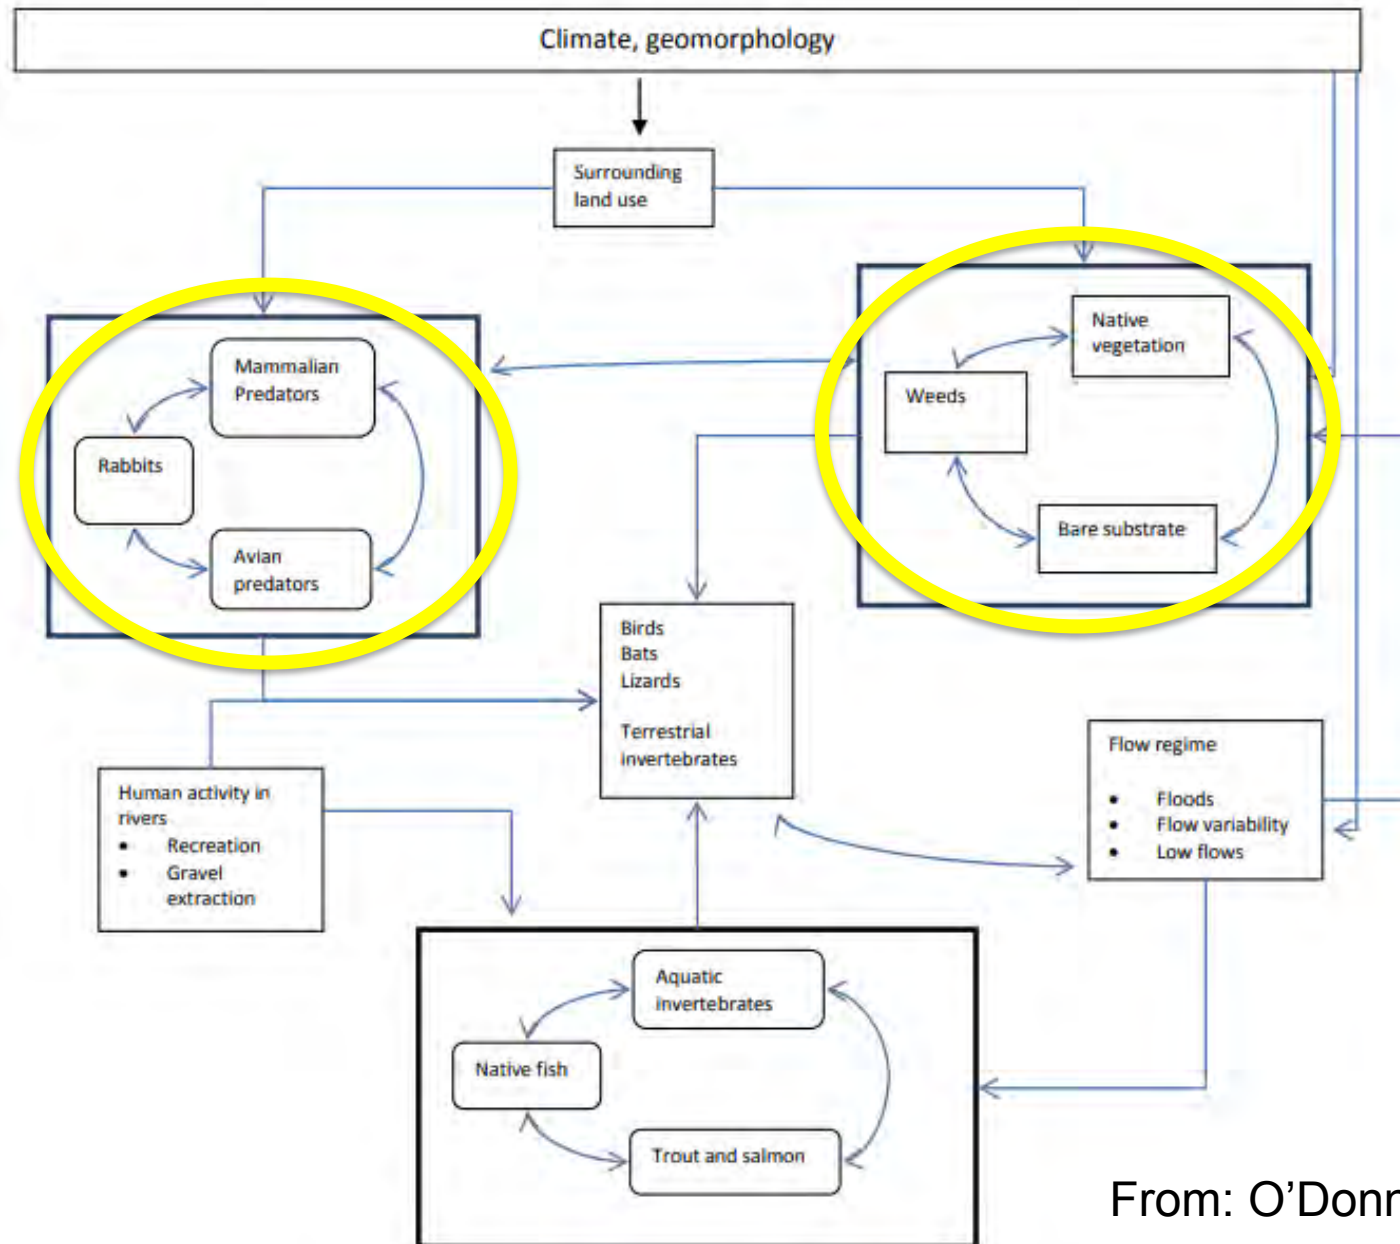 Climate, geomorphology
Surrounding
land use
Mammalian
Predators
Rabbits
Avian
predators
Native
vegetation
Weeds
Bare substrate
Birds
Bats
Lizards
Terrestrial
invertebrates
Flow regime
• Floods
• Flow variability
• Low flows
Human activity in
rivers
• Recreation
• Gravel
extraction
Aquatic
invertebrates
Native fish
Trout and salmon
From: O'Donn